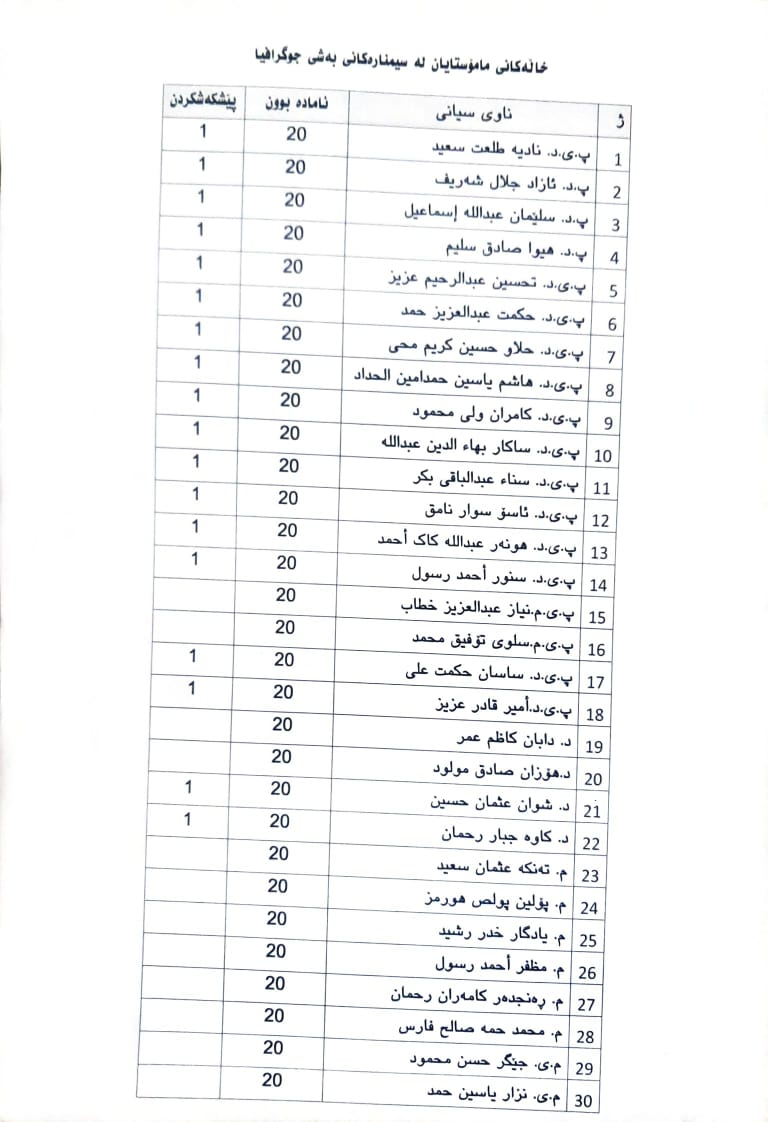 خاڵەکانی مامۆستایان لە سیمنارەکانی بەشی جوگرافیا
ژ ناوی سیانی ئامادە بوون پێشکەشکردن
1 پ.ی.د. نادیە طلعت سعید 20 1
2 پ.د. ئازاد جلال شەریف 20 1
3 پ.د. سلێمان عبدالله إسماعیل 20 1
4 پ.د. هیوا صادق سلیم 20 1
5 پ.ی.د. تحسین عبدالرحیم عزیز 20 1
6 پ.ی.د. حکمت عبدالعزیز حمد 20 1
7 پ.ی.د. حلاو حسین کریم محی 20 1
8 پ.ی.د. هاشم یاسین حمدامین الحداد 20 1
9 پ.ی.د. کامران ولی محمود 20 1
10 پ.ی.د. ساکار بهاء الدین عبدالله 20 1
11 پ.ی.د. سناء عبدالباقی بکر 20 1
12 پ.ی.د. ئاسۆ سوار نامق 20 1
13 پ.ی.د. هونەر عبدالله کاک أحمد 20 1
14 پ.ی.د. سنور أحمد رسول 20 1
15 پ.ی.م.نیاز عبدالعزیز خطاب 20
16 پ.ی.م.سلوی تۆفیق محمد 20
17 پ.ی.د. ساسان حکمت علی 20 1
18 پ.ی.د.أمیر قادر عزیز 20 1
19 د. دابان کاظم عمر 20
20 د.هۆزان صادق مولود 20
21 د. شوان عثمان حسین 20 1
22 د. کاوە جبار رحمان 20 1
23 م. تەنکە عثمان سعید 20
24 م. پۆلین پولص هورمز 20
25 م. یادگار خدر رشید 20
26 م. مظفر أحمد رسول 20
27 م. ڕەنجدەر کامەران رحمان 20
28 م. محمد حمە صالح فارس 20
29 م.ی. جێگر حسن محمود 20
30 م.ی. نزار یاسین حمد 20